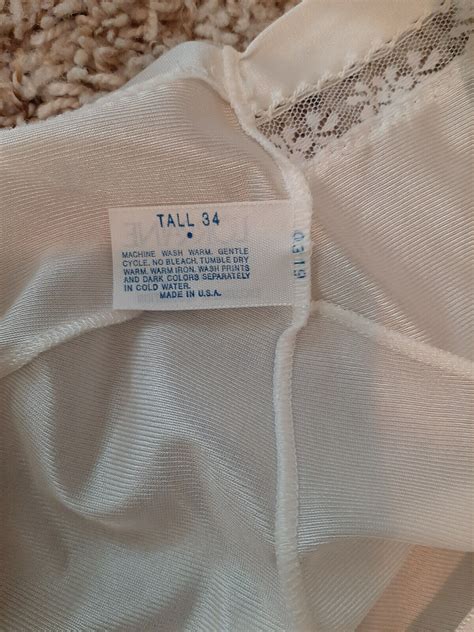 TALL 34
MACHINE WASH WARM, GENTLE
CYCLE, NO BLEACH, TUMBLE DRY
WARM, WARM IRON, WASH PRINTS
AND DARK COLORS SEPARATELY
IN COLD WATER.
MADE IN U.S.A.
0319